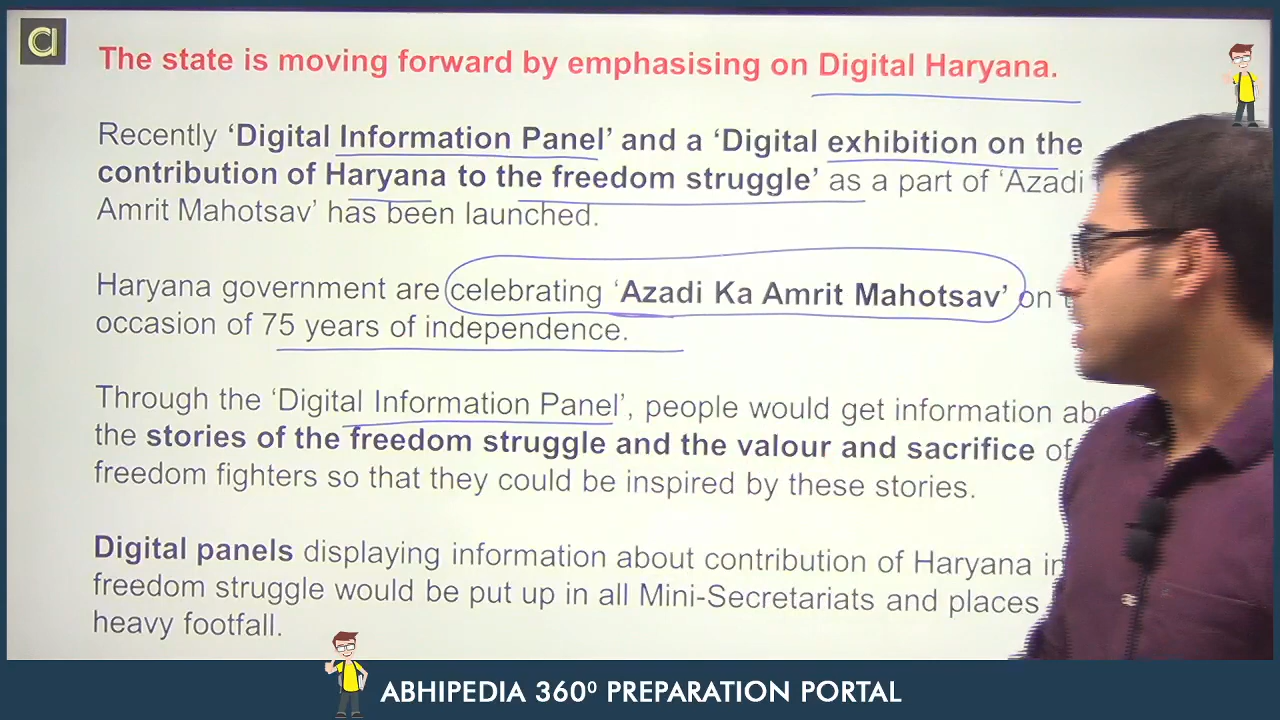 a
The state is moving forward by emphasising on Digital Haryana.
Recently ‘Digital Information Panel’ and a ‘Digital exhibition on the
contribution of Haryana to the freedom struggle’ as a part of ‘Azadi
Amrit Mahotsav’ has been launched.
Haryana government are celebrating ‘Azadi Ka Amrit Mahotsav’ on
occasion of 75 years of independence.
Through the ‘Digital Information Panel’, people would get information
the stories of the freedom struggle and the valour and sacrifice of
freedom fighters so that they could be inspired by these stories.
Digital panels displaying information about contribution of Haryana
freedom struggle would be put up in all Mini-Secretariats and places
heavy footfall.
ABHIPEDIA 360⁰ PREPARATION PORTAL